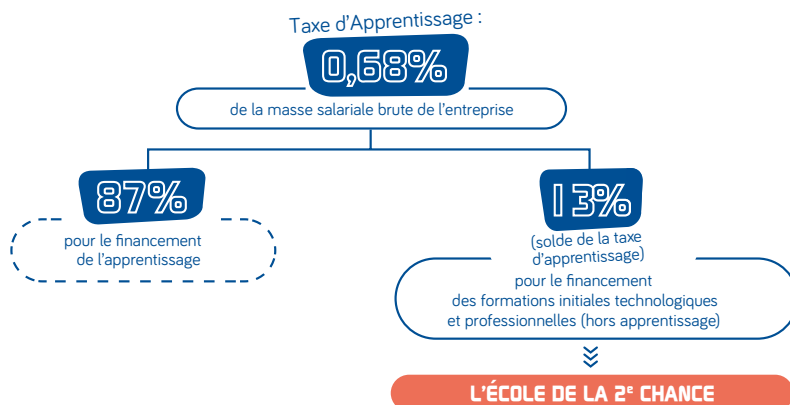 Taxe d'Apprentissage :
0,68%
de la masse salariale brute de l'entreprise
87%
pour le financement
de l'apprentissage
13%
(solde de la taxe
d'apprentissage)
pour le financement
des formations initiales technologiques
et professionnelles (hors apprentissage)
L'ÉCOLE DE LA 2e CHANCE